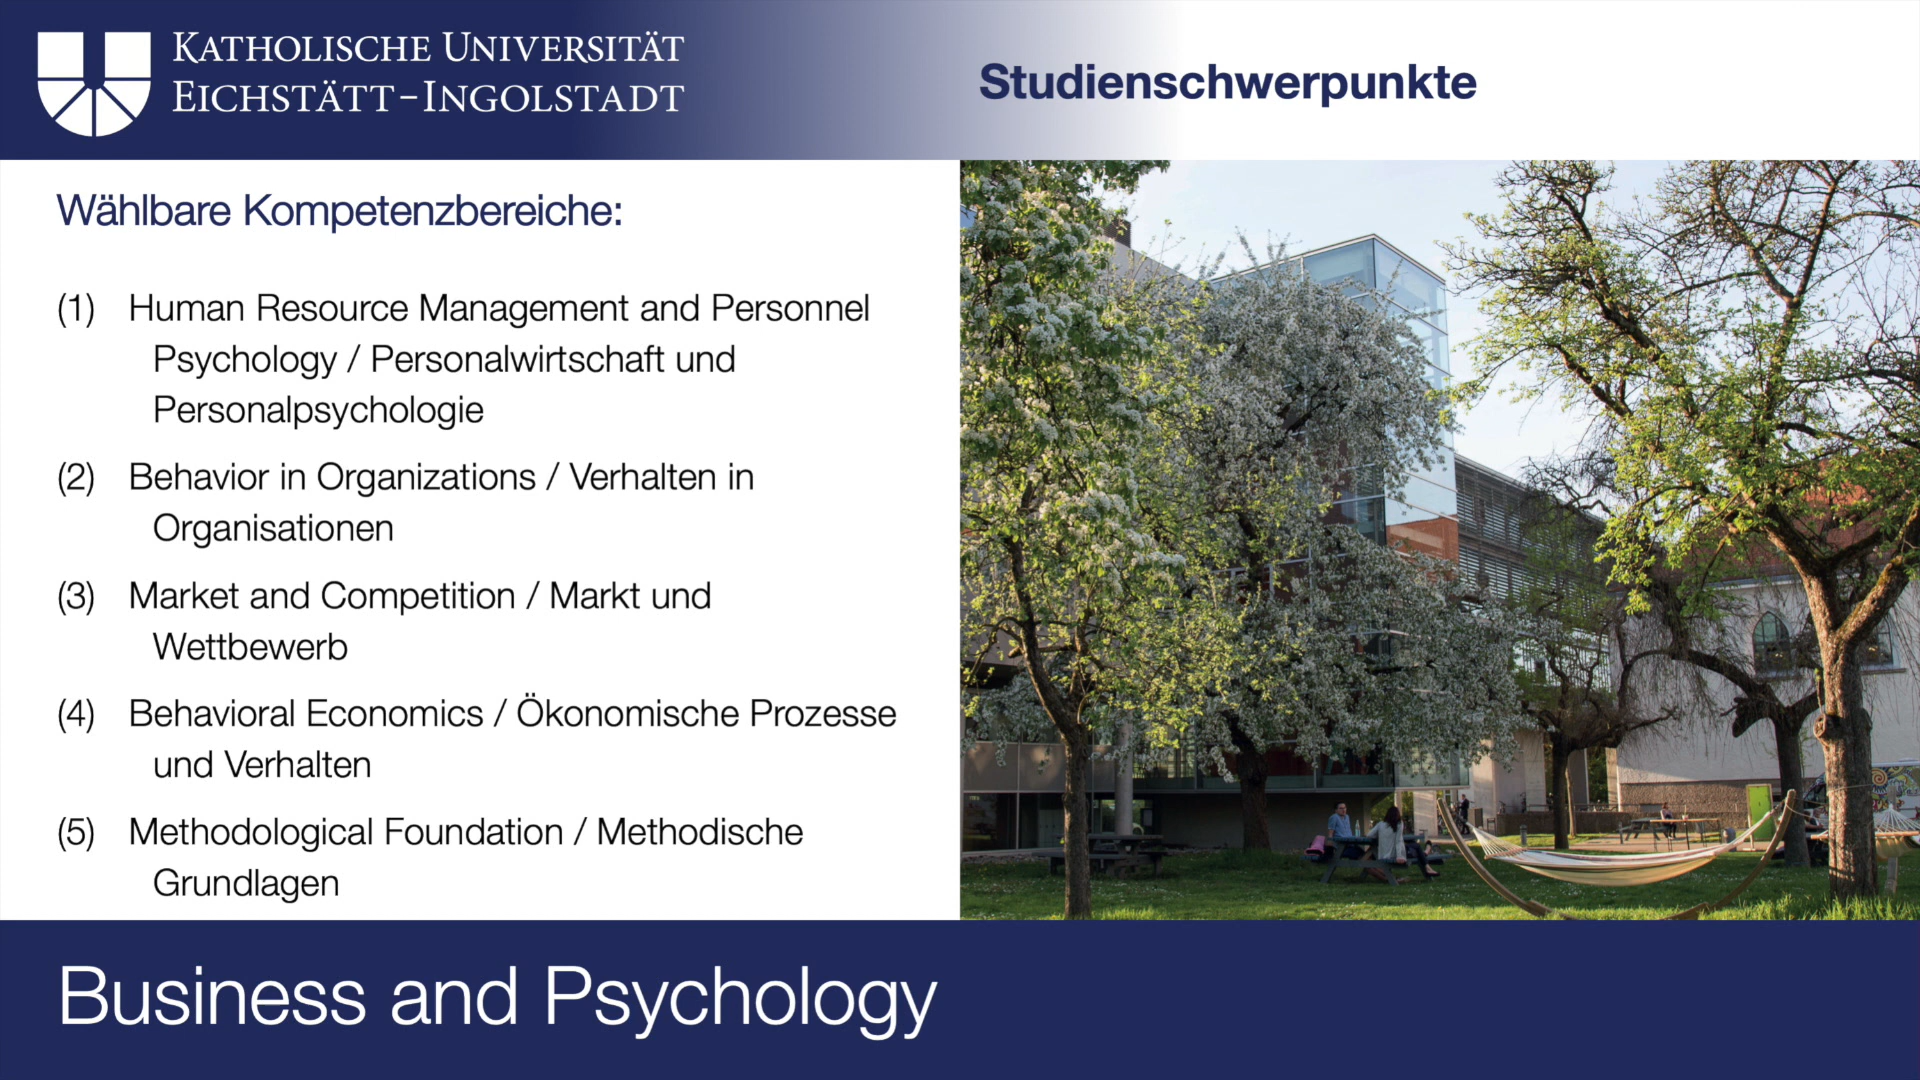 KATHOLISCHE UNIVERSITÄT
EICHSTÄTT-INGOLSTADT
Studienschwerpunkte
Wählbare Kompetenzbereiche:
(1) Human Resource Management and Personnel
Psychology / Personalwirtschaft und
Personalpsychologie
(2) Behavior in Organizations / Verhalten in
Organisationen
(3) Market and Competition / Markt und
Wettbewerb
(4) Behavioral Economics / Ökonomische Prozesse
und Verhalten
(5) Methodological Foundation / Methodische
Grundlagen
Business and Psychology